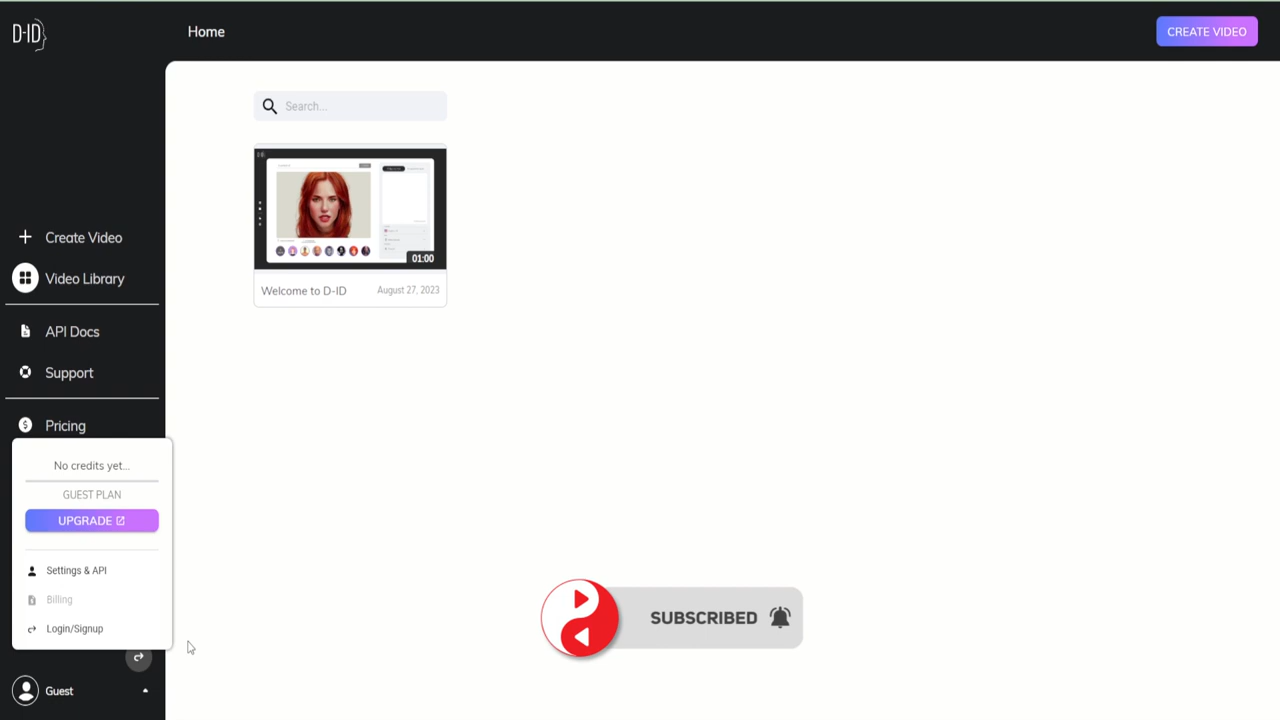 D-ID
Home
CREATE VIDEO
Search...
01:00
Welcome to D-ID
August 27, 2023
Create Video
Video Library
API Docs
Support
Pricing
No credits yet...
GUEST PLAN
UPGRADE
Settings & API
Billing
Login/Signup
Guest
SUBSCRIBED